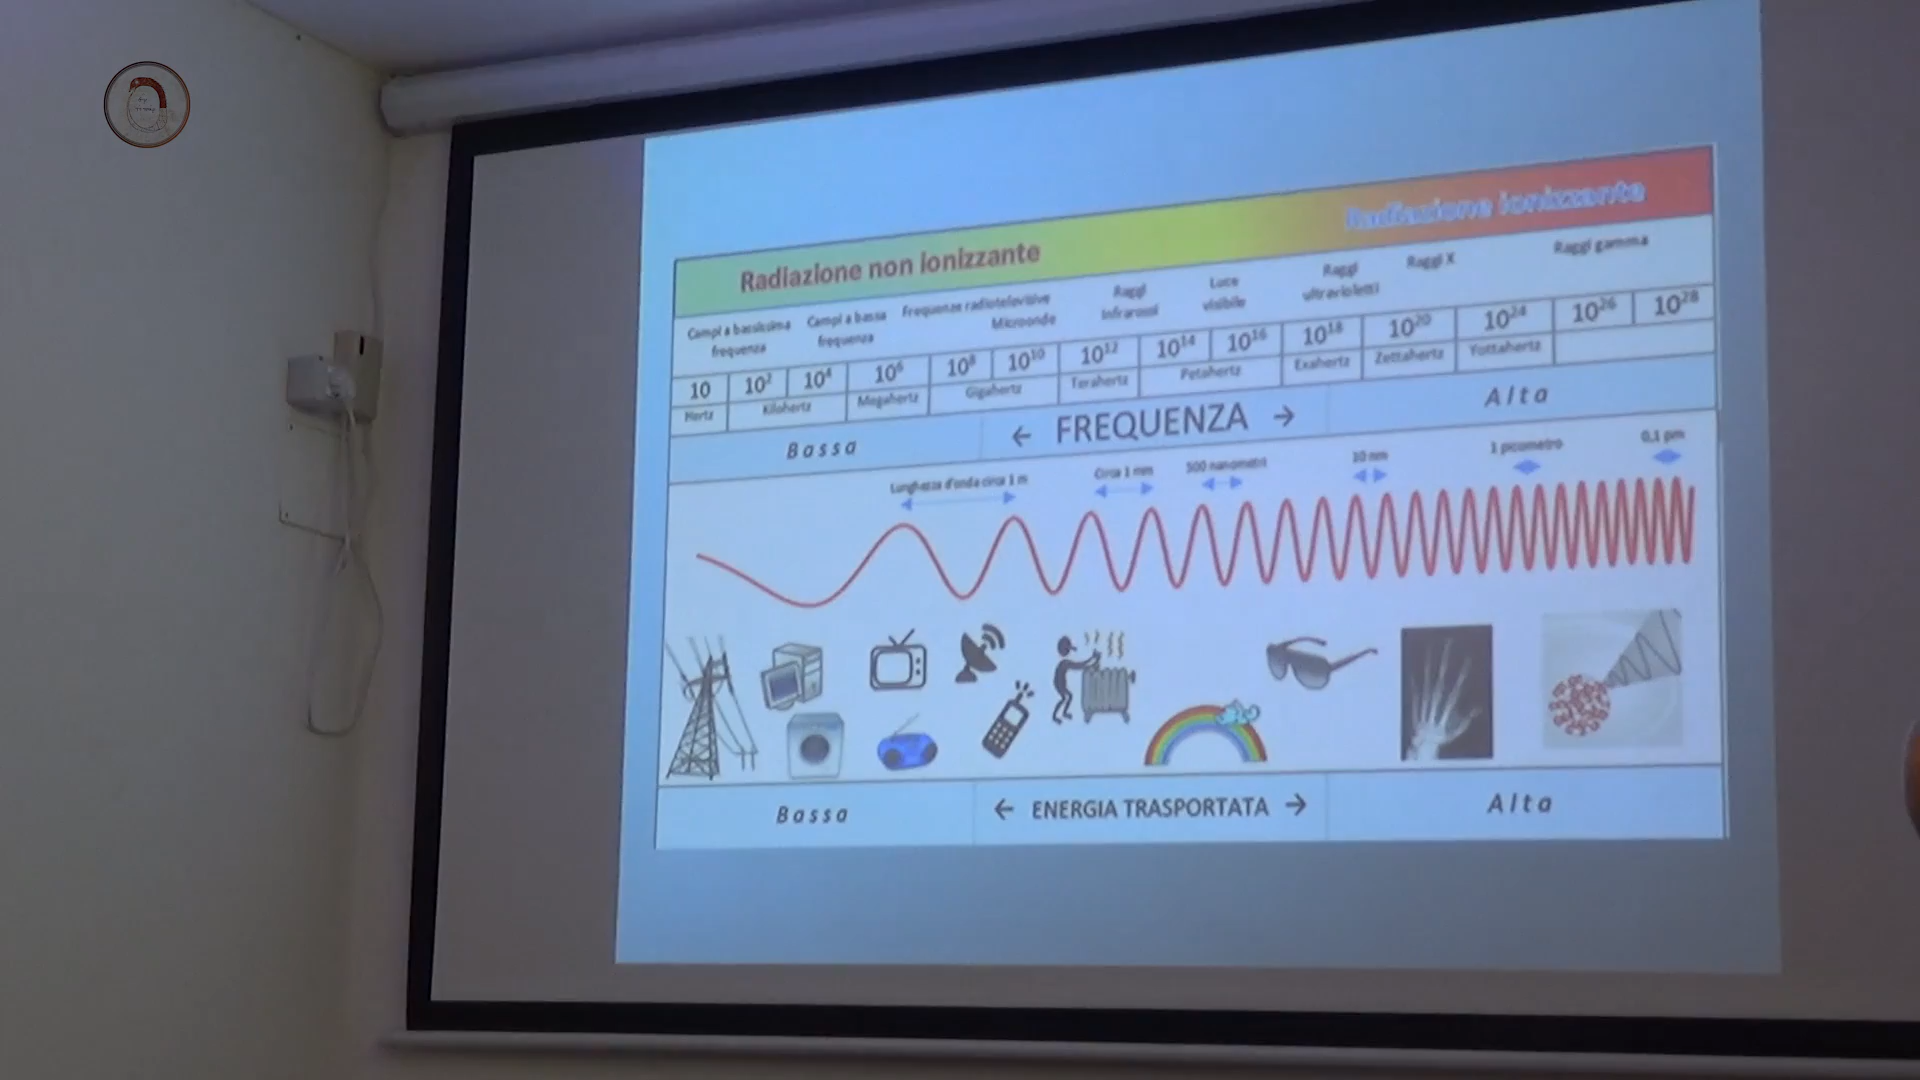 Radiazione non ionizzante
Radiazione ionizzante
Campi a bassissima
frequenza
Campi a bassa
frequenza
Frequenze radiotelevisive
Microonde
Raggi
Infrarossi
Luce
visibile
Raggi
ultravioletti
Raggi X
Raggi gamma
10 10² 10⁴ 10⁶ 10⁸ 10¹⁰ 10¹² 10¹⁴ 10¹⁶ 10¹⁸ 10²⁰ 10²⁴ 10²⁶ 10²⁸
Hertz Kilohertz Megahertz Gigahertz Terahertz Petahertz Exahertz Zettahertz Yottahertz
Bassa ← FREQUENZA → Alta
Lunghezza d'onda circa 1 m
Circa 1 mm
500 nanometri
10 nm
1 picometro
0,1 pm
Bassa ← ENERGIA TRASPORTATA → Alta